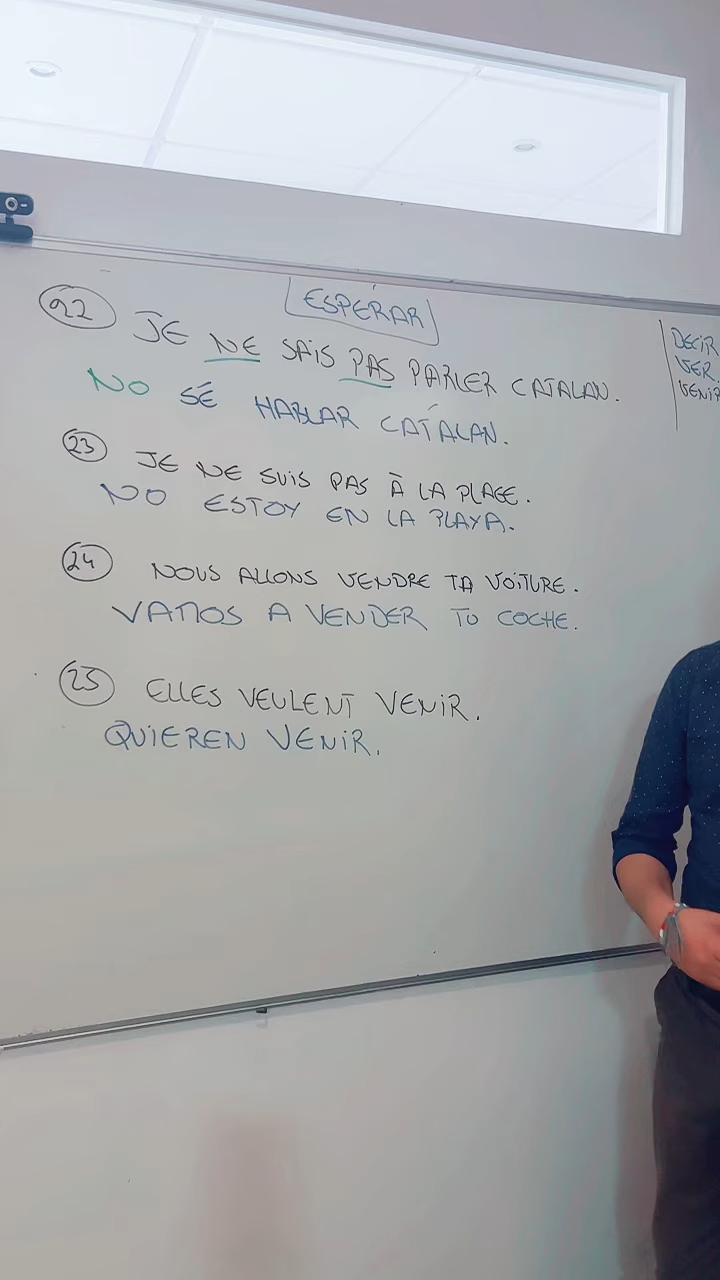 ESPERAR
22 JE NE SAIS PAS PARLER CATALAN.
NO SÉ HABLAR CATALÁN.
23 JE NE SUIS PAS À LA PLAGE.
NO ESTOY EN LA PLAYA.
24 NOUS ALLONS VENDRE TA VOITURE.
VAMOS A VENDER TU COCHE.
25 ELLES VEULENT VENIR.
QUIEREN VENIR.
DECIR
VER
VENIR